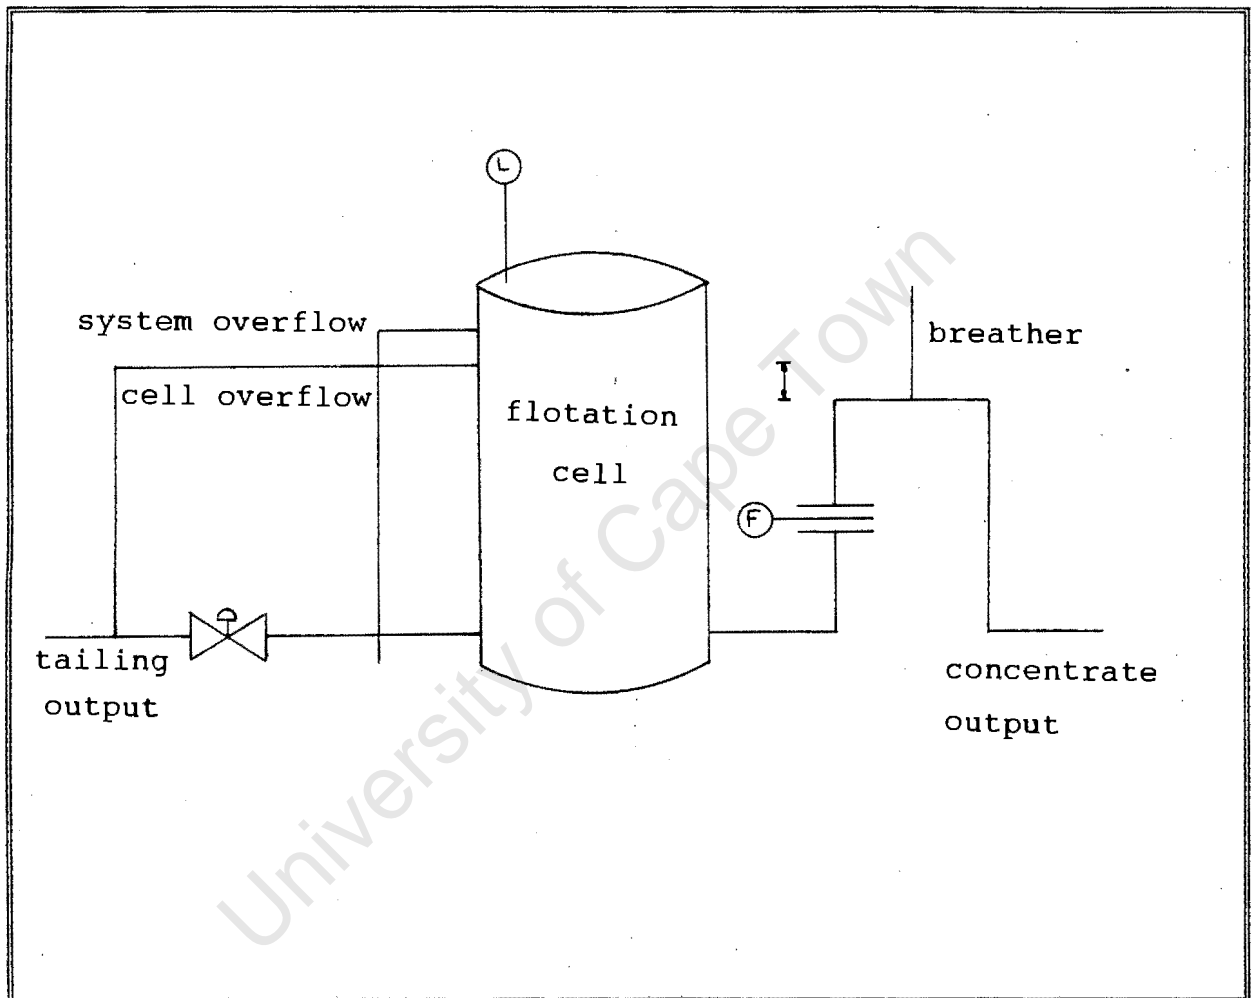 L
system overflow
breather
cell overflow
flotation
cell
F
tailing
output
concentrate
output
University of Cape Town